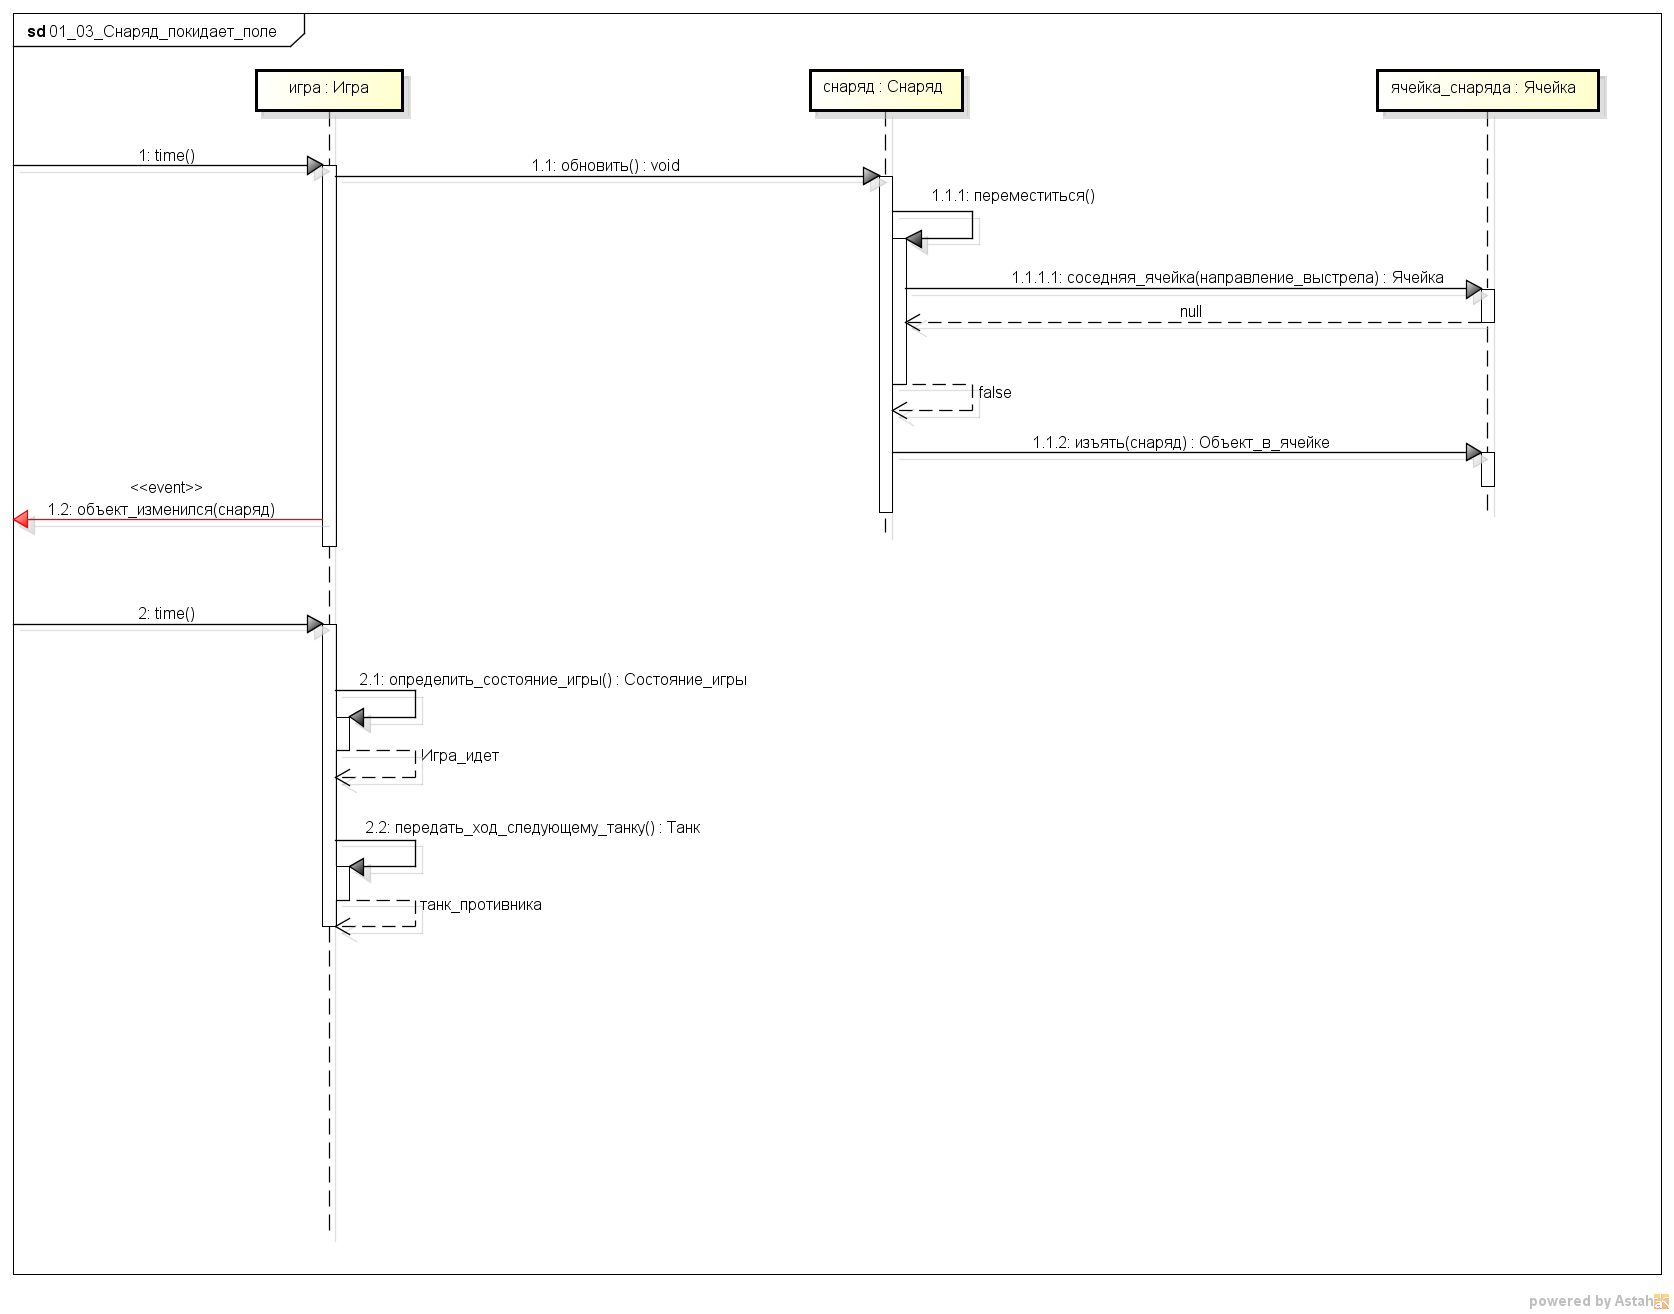 sd 01_03_Снаряд_покидает_поле
игра : Игра
снаряд : Снаряд
ячейка_снаряда : Ячейка
1: time()
1.1: обновить() : void
1.1.1: переместиться()
1.1.1.1: соседняя_ячейка(направление_выстрела) : Ячейка
null
false
1.1.2: изъять(снаряд) : Объект_в_ячейке
<<event>>
1.2: объект_изменился(снаряд)
2: time()
2.1: определить_состояние_игры() : Состояние_игры
Игра_идет
2.2: передать_ход_следующему_танку() : Танк
танк_противника
powered by Astah